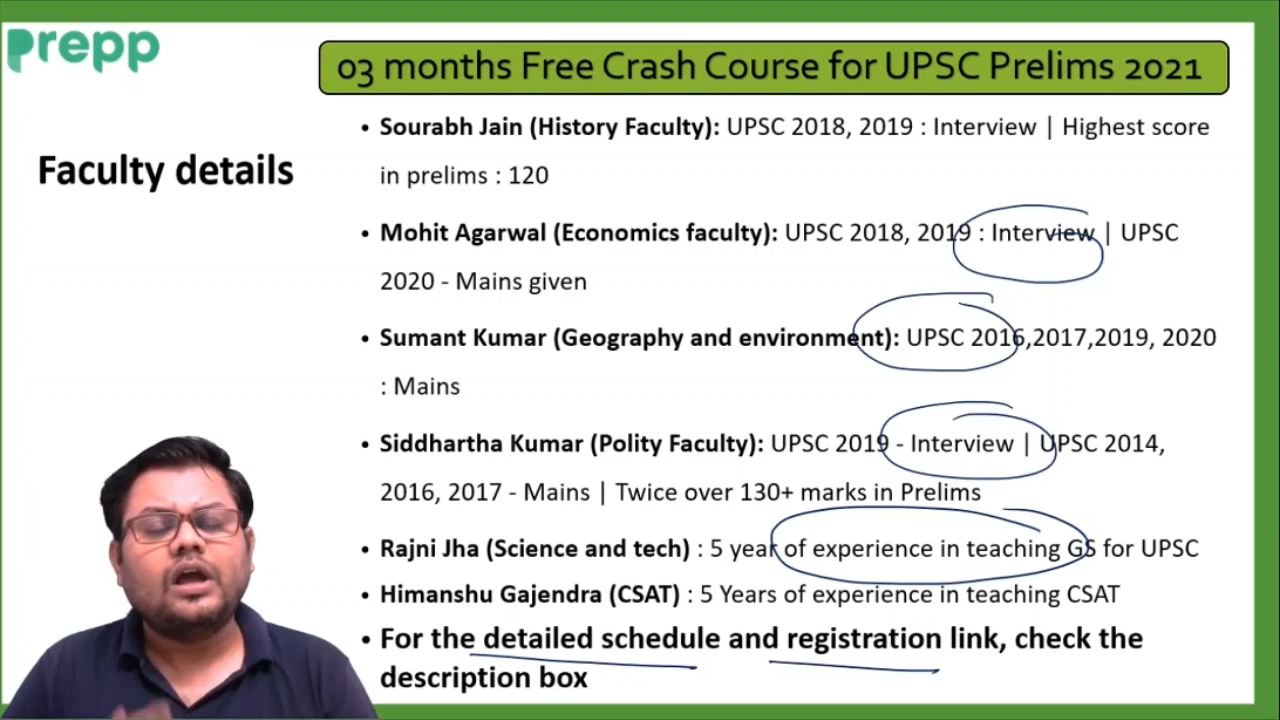 Prepp
03 months Free Crash Course for UPSC Prelims 2021
Faculty details
• Sourabh Jain (History Faculty): UPSC 2018, 2019 : Interview | Highest score
in prelims : 120
• Mohit Agarwal (Economics faculty): UPSC 2018, 2019 : Interview | UPSC
2020 - Mains given
• Sumant Kumar (Geography and environment): UPSC 2016,2017,2019, 2020
: Mains
• Siddhartha Kumar (Polity Faculty): UPSC 2019 - Interview | UPSC 2014,
2016, 2017 - Mains | Twice over 130+ marks in Prelims
• Rajni Jha (Science and tech) : 5 year of experience in teaching GS for UPSC
• Himanshu Gajendra (CSAT) : 5 Years of experience in teaching CSAT
• For the detailed schedule and registration link, check the
description box